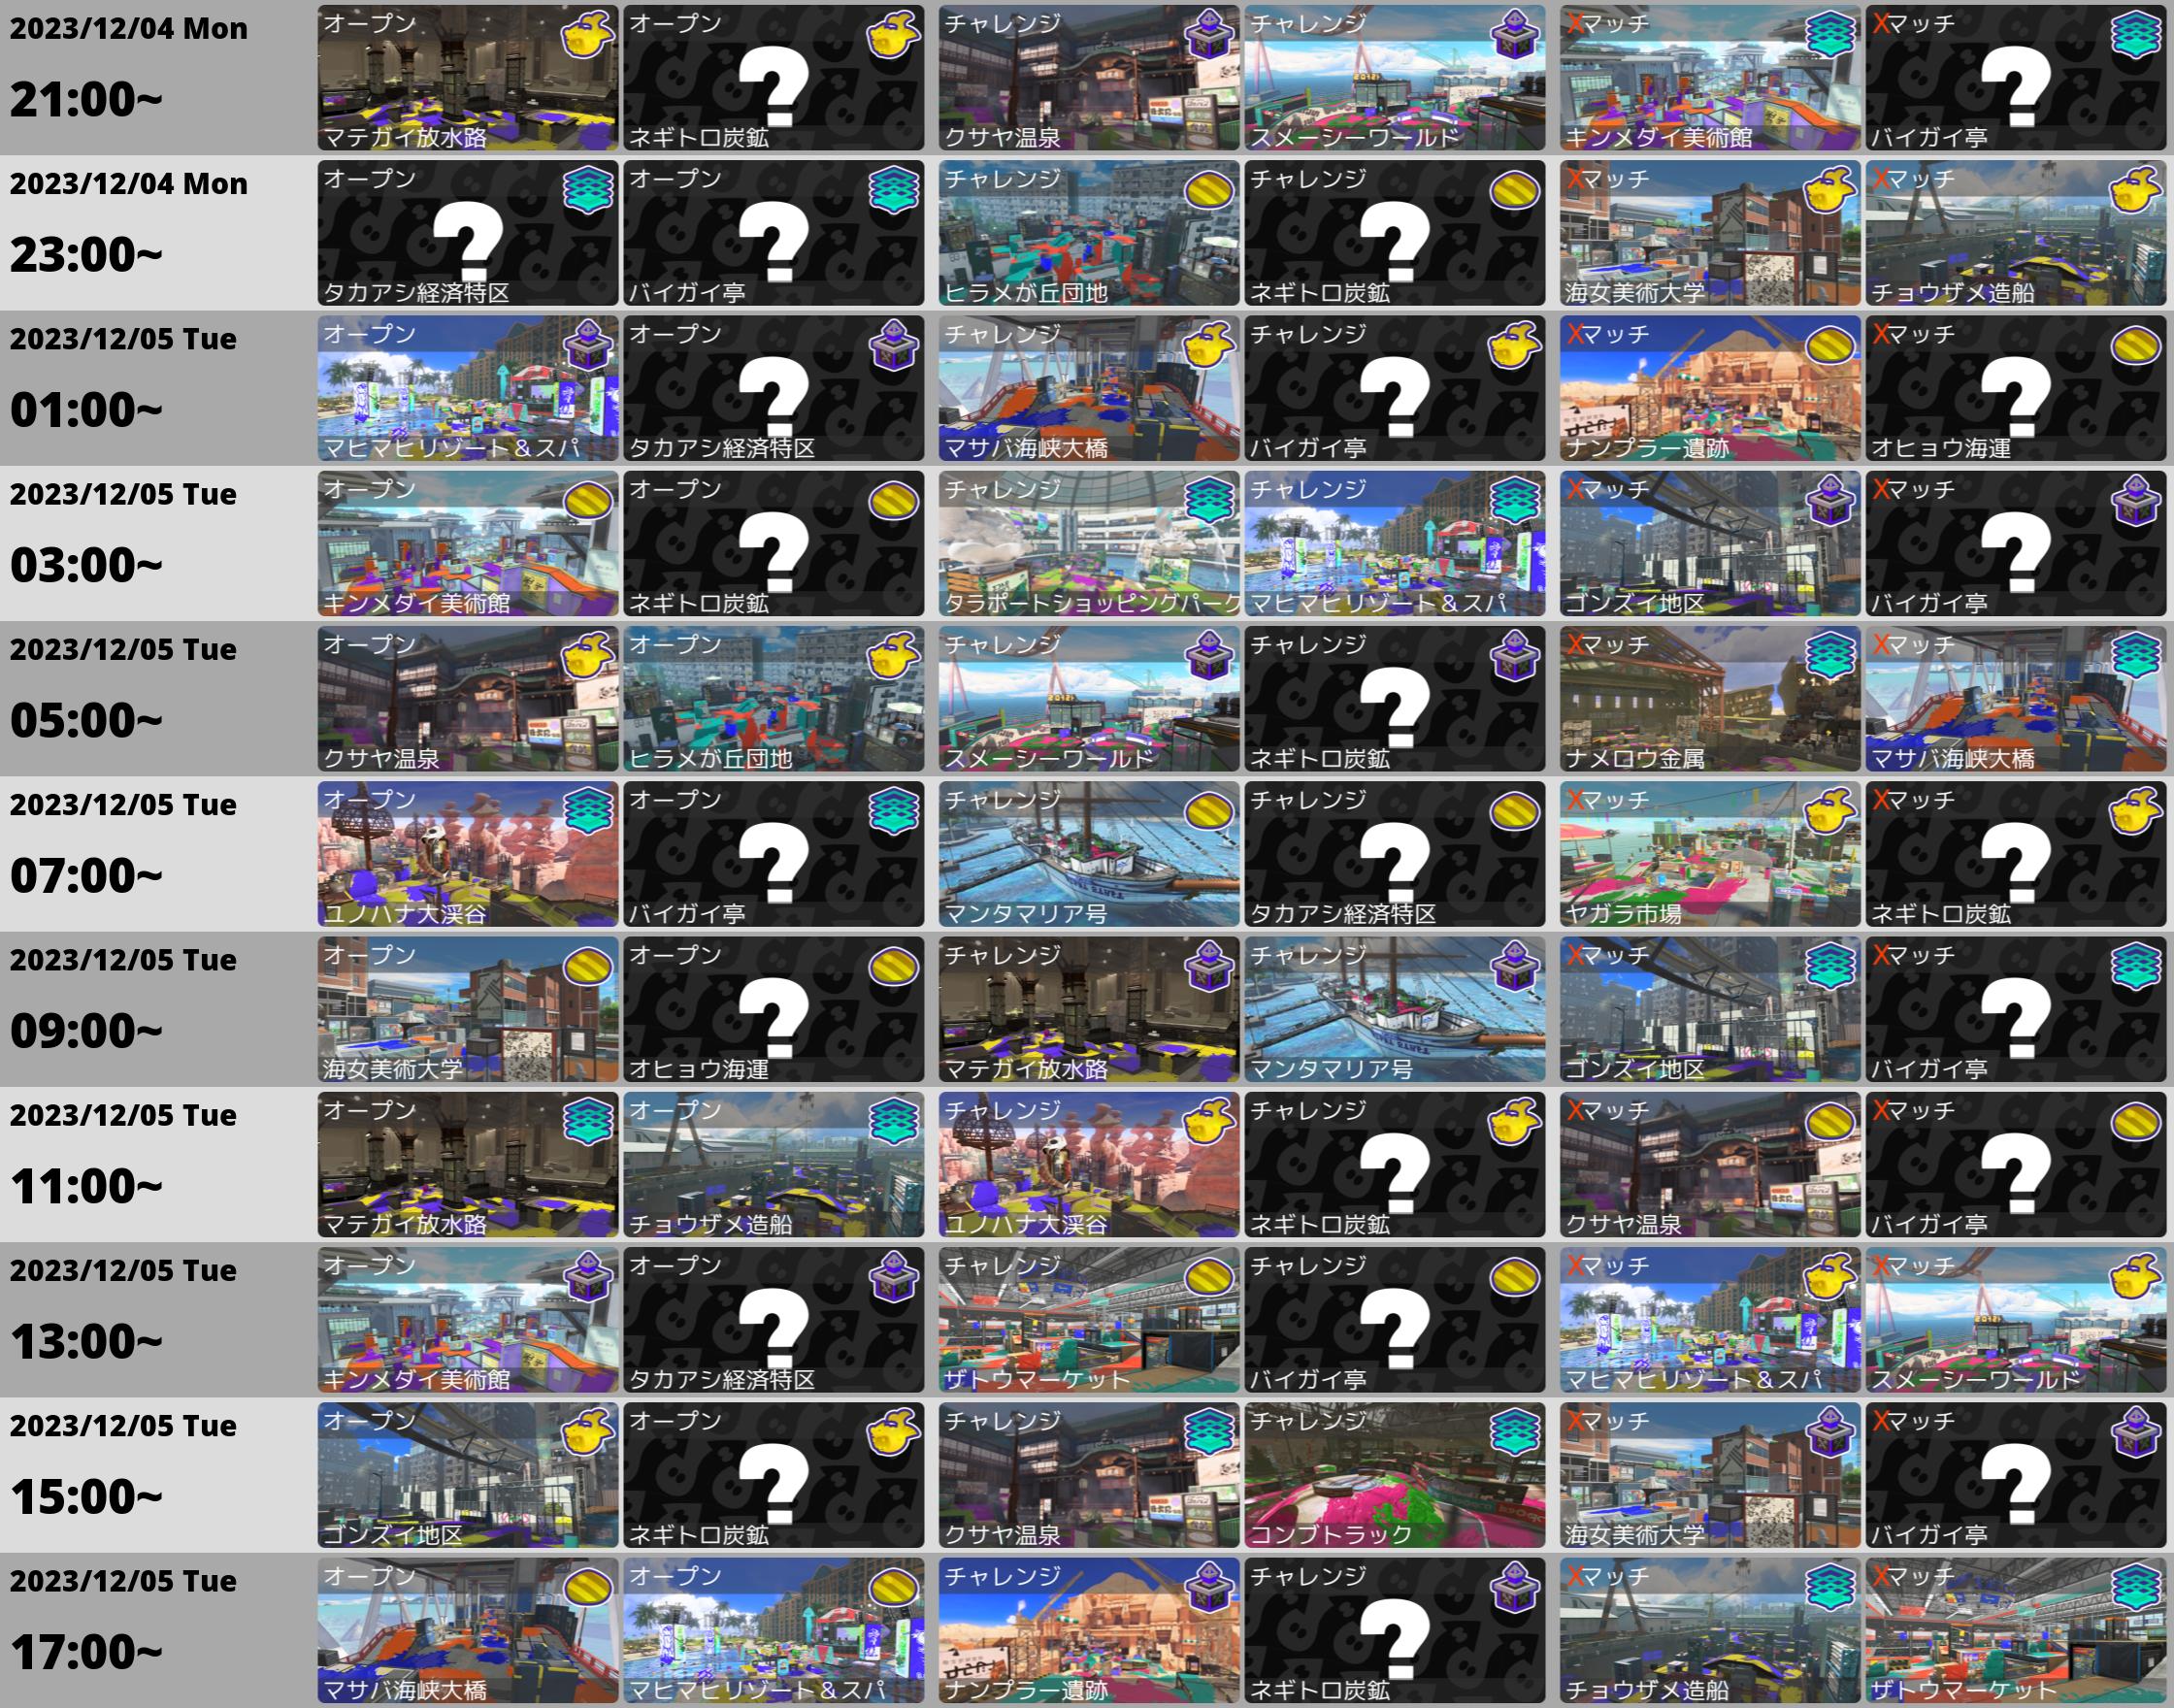 2023/12/04 Mon
21:00~
オープン
マテガイ放水路
オープン
ネギトロ炭鉱
チャレンジ
クサヤ温泉
チャレンジ
スメーシーワールド
Xマッチ
キンメダイ美術館
Xマッチ
バイガイ亭
2023/12/04 Mon
23:00~
オープン
タカアシ経済特区
オープン
バイガイ亭
チャレンジ
ヒラメが丘団地
チャレンジ
ネギトロ炭鉱
Xマッチ
海女美術大学
Xマッチ
チョウザメ造船
2023/12/05 Tue
01:00~
オープン
マヒマヒリゾート＆スパ
オープン
タカアシ経済特区
チャレンジ
マサバ海峡大橋
チャレンジ
バイガイ亭
Xマッチ
ナンプラー遺跡
Xマッチ
オヒョウ海運
2023/12/05 Tue
03:00~
オープン
キンメダイ美術館
オープン
ネギトロ炭鉱
チャレンジ
タラポートショッピングパーク
チャレンジ
マヒマヒリゾート＆スパ
Xマッチ
ゴンズイ地区
Xマッチ
バイガイ亭
2023/12/05 Tue
05:00~
オープン
クサヤ温泉
オープン
ヒラメが丘団地
チャレンジ
スメーシーワールド
チャレンジ
ネギトロ炭鉱
Xマッチ
ナメロウ金属
Xマッチ
マサバ海峡大橋
2023/12/05 Tue
07:00~
オープン
ユノハナ大渓谷
オープン
バイガイ亭
チャレンジ
マンタマリア号
チャレンジ
タカアシ経済特区
Xマッチ
ヤガラ市場
Xマッチ
ネギトロ炭鉱
2023/12/05 Tue
09:00~
オープン
海女美術大学
オープン
オヒョウ海運
チャレンジ
マテガイ放水路
チャレンジ
マンタマリア号
Xマッチ
ゴンズイ地区
Xマッチ
バイガイ亭
2023/12/05 Tue
11:00~
オープン
マテガイ放水路
オープン
チョウザメ造船
チャレンジ
ユノハナ大渓谷
チャレンジ
ネギトロ炭鉱
Xマッチ
クサヤ温泉
Xマッチ
バイガイ亭
2023/12/05 Tue
13:00~
オープン
キンメダイ美術館
オープン
タカアシ経済特区
チャレンジ
ザトウマーケット
チャレンジ
バイガイ亭
Xマッチ
マヒマヒリゾート＆スパ
Xマッチ
スメーシーワールド
2023/12/05 Tue
15:00~
オープン
ゴンズイ地区
オープン
ネギトロ炭鉱
チャレンジ
クサヤ温泉
チャレンジ
コンブトラック
Xマッチ
海女美術大学
Xマッチ
バイガイ亭
2023/12/05 Tue
17:00~
オープン
マサバ海峡大橋
オープン
マヒマヒリゾート＆スパ
チャレンジ
ナンプラー遺跡
チャレンジ
ネギトロ炭鉱
Xマッチ
チョウザメ造船
Xマッチ
ザトウマーケット